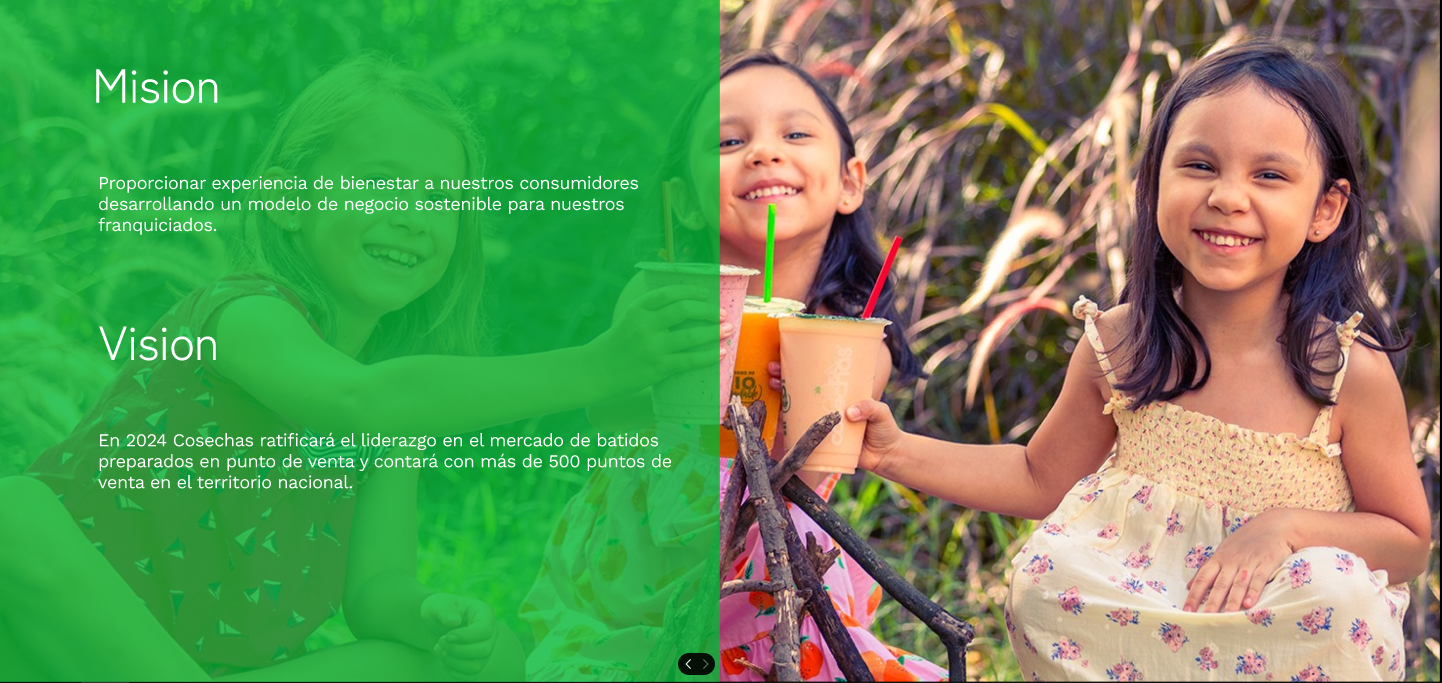 Mision
Proporcionar experiencia de bienestar a nuestros consumidores
desarrollando un modelo de negocio sostenible para nuestros
franquiciados.
Vision
En 2024 Cosechas ratificará el liderazgo en el mercado de batidos
preparados en punto de venta y contará con más de 500 puntos de
venta en el territorio nacional.